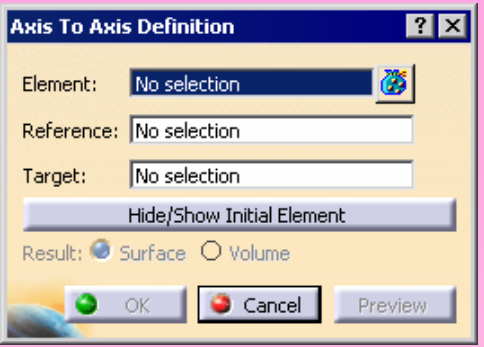 Axis To Axis Definition
Element: No selection
Reference: No selection
Target: No selection
Hide/Show Initial Element
Result: Surface Volume
OK Cancel Preview